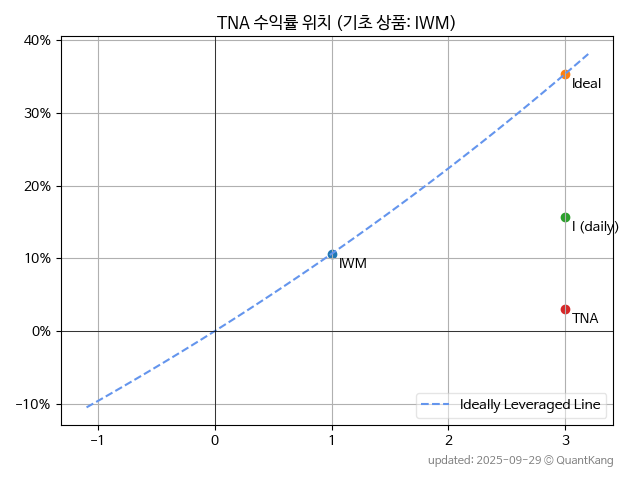 TNA 수익률 위치 (기초 상품: IWM)
40%
30%
20%
10%
0%
−10%
Ideal
I (daily)
IWM
TNA
Ideally Leveraged Line
−1
0
1
2
3
updated: 2025-09-29 © QuantKang